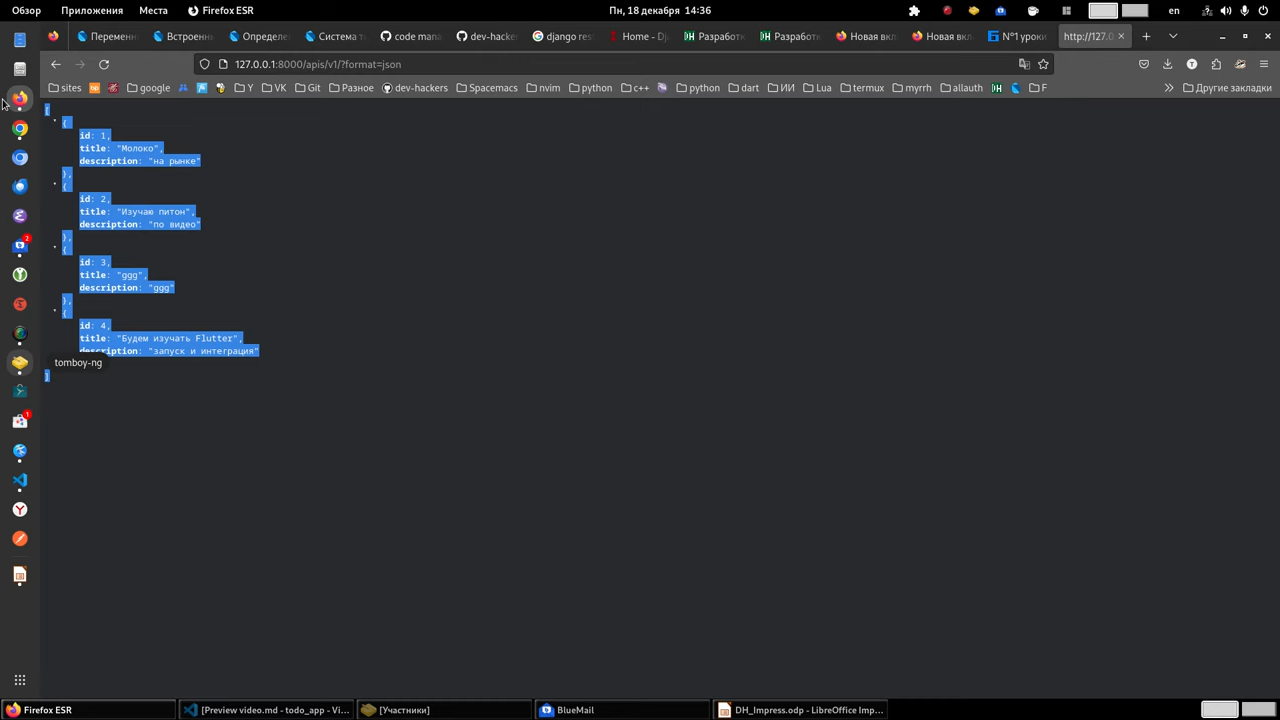 Обзор Приложения Места Firefox ESR Пн, 18 декабря 14:36 en
Переменн Встроенн Определе Система т code mana dev-hacke django res Home - Dj Разработк Разработк Новая вкл Новая вкл N°1 уроки http://127.0
127.0.0.1:8000/apis/v1/?format=json
sites google Y VK Git Разное dev-hackers Spacemacs nvim python c++ python dart ИИ Lua termux myrrh allauth F Другие закладки
[
{
id: 1,
title: "Молоко",
description: "на рынке"
},
{
id: 2,
title: "Изучаю питон",
description: "по видео"
},
{
id: 3,
title: "ggg",
description: "ggg"
},
{
id: 4,
title: "Будем изучать Flutter",
description: "запуск и интеграция"
tomboy-ng
]
2
1
Firefox ESR [Preview video.md - todo_app - Vi... [Участники] BlueMail DH_Impress.odp - LibreOffice Imp...